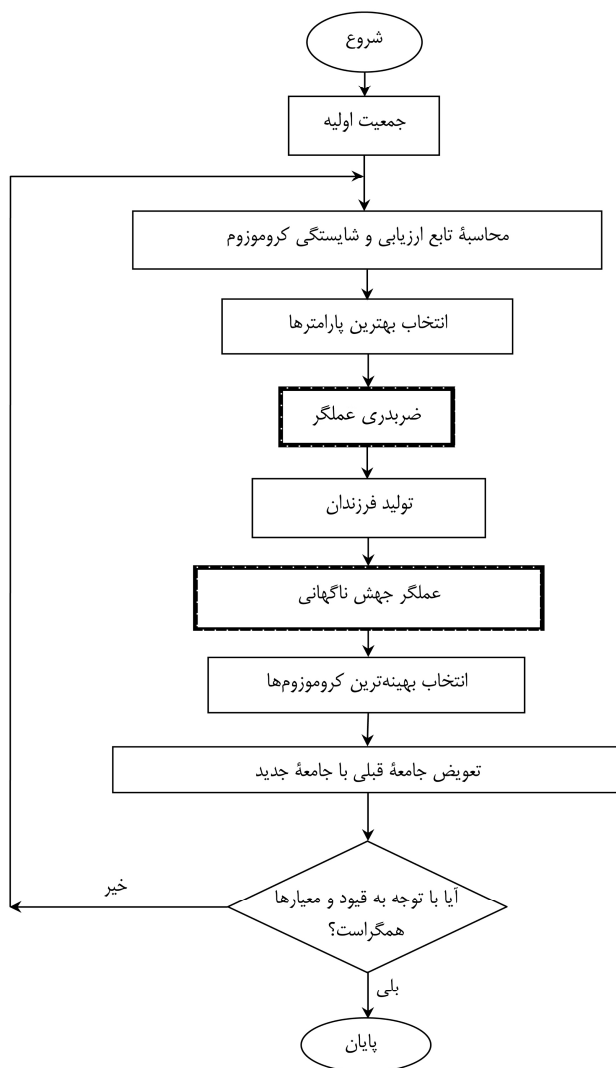 شروع
جمعیت اولیه
محاسبهٔ تابع ارزیابی و شایستگی کروموزوم
انتخاب بهترین پارامترها
ضربدری عملگر
تولید فرزندان
عملگر جهش ناگهانی
انتخاب بهینه‌ترین کروموزوم‌ها
تعویض جامعهٔ قبلی با جامعهٔ جدید
خیر
آیا با توجه به قیود و معیارها
همگراست؟
بلی
پایان